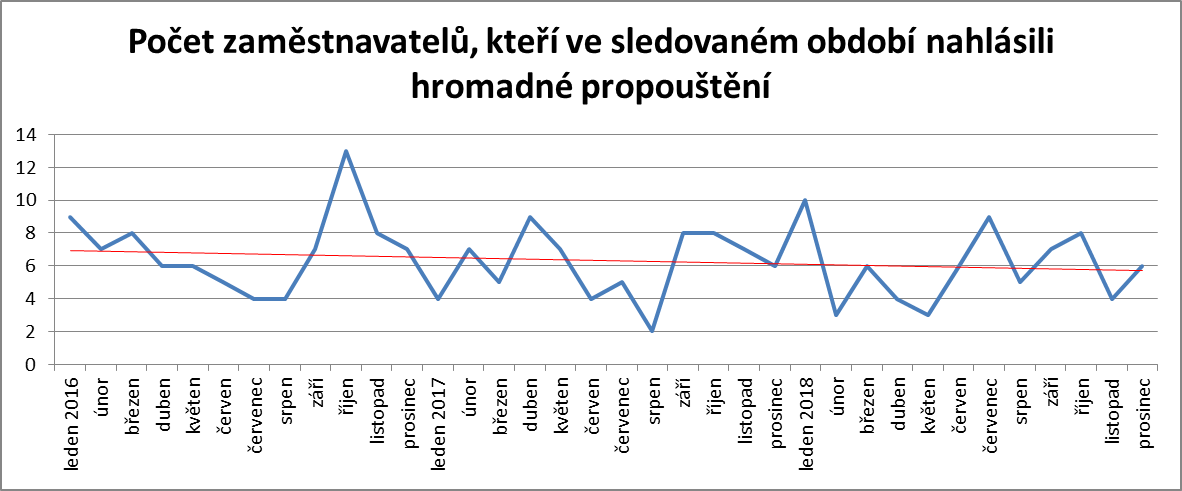 Počet zaměstnavatelů, kteří ve sledovaném období nahlásili
hromadné propouštění
14
12
10
8
6
4
2
0
leden 2016
únor
březen
duben
květen
červen
červenec
srpen
září
říjen
listopad
prosinec
leden 2017
únor
březen
duben
květen
červen
červenec
srpen
září
říjen
listopad
prosinec
leden 2018
únor
březen
duben
květen
červen
červenec
srpen
září
říjen
listopad
prosinec